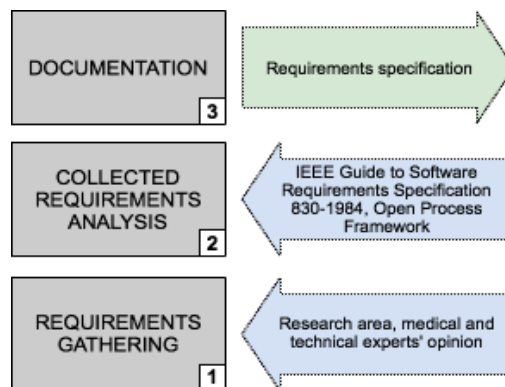 DOCUMENTATION
3
Requirements specification
COLLECTED
REQUIREMENTS
ANALYSIS
2
IEEE Guide to Software
Requirements Specification
830-1984, Open Process
Framework
REQUIREMENTS
GATHERING
1
Research area, medical and
technical experts' opinion